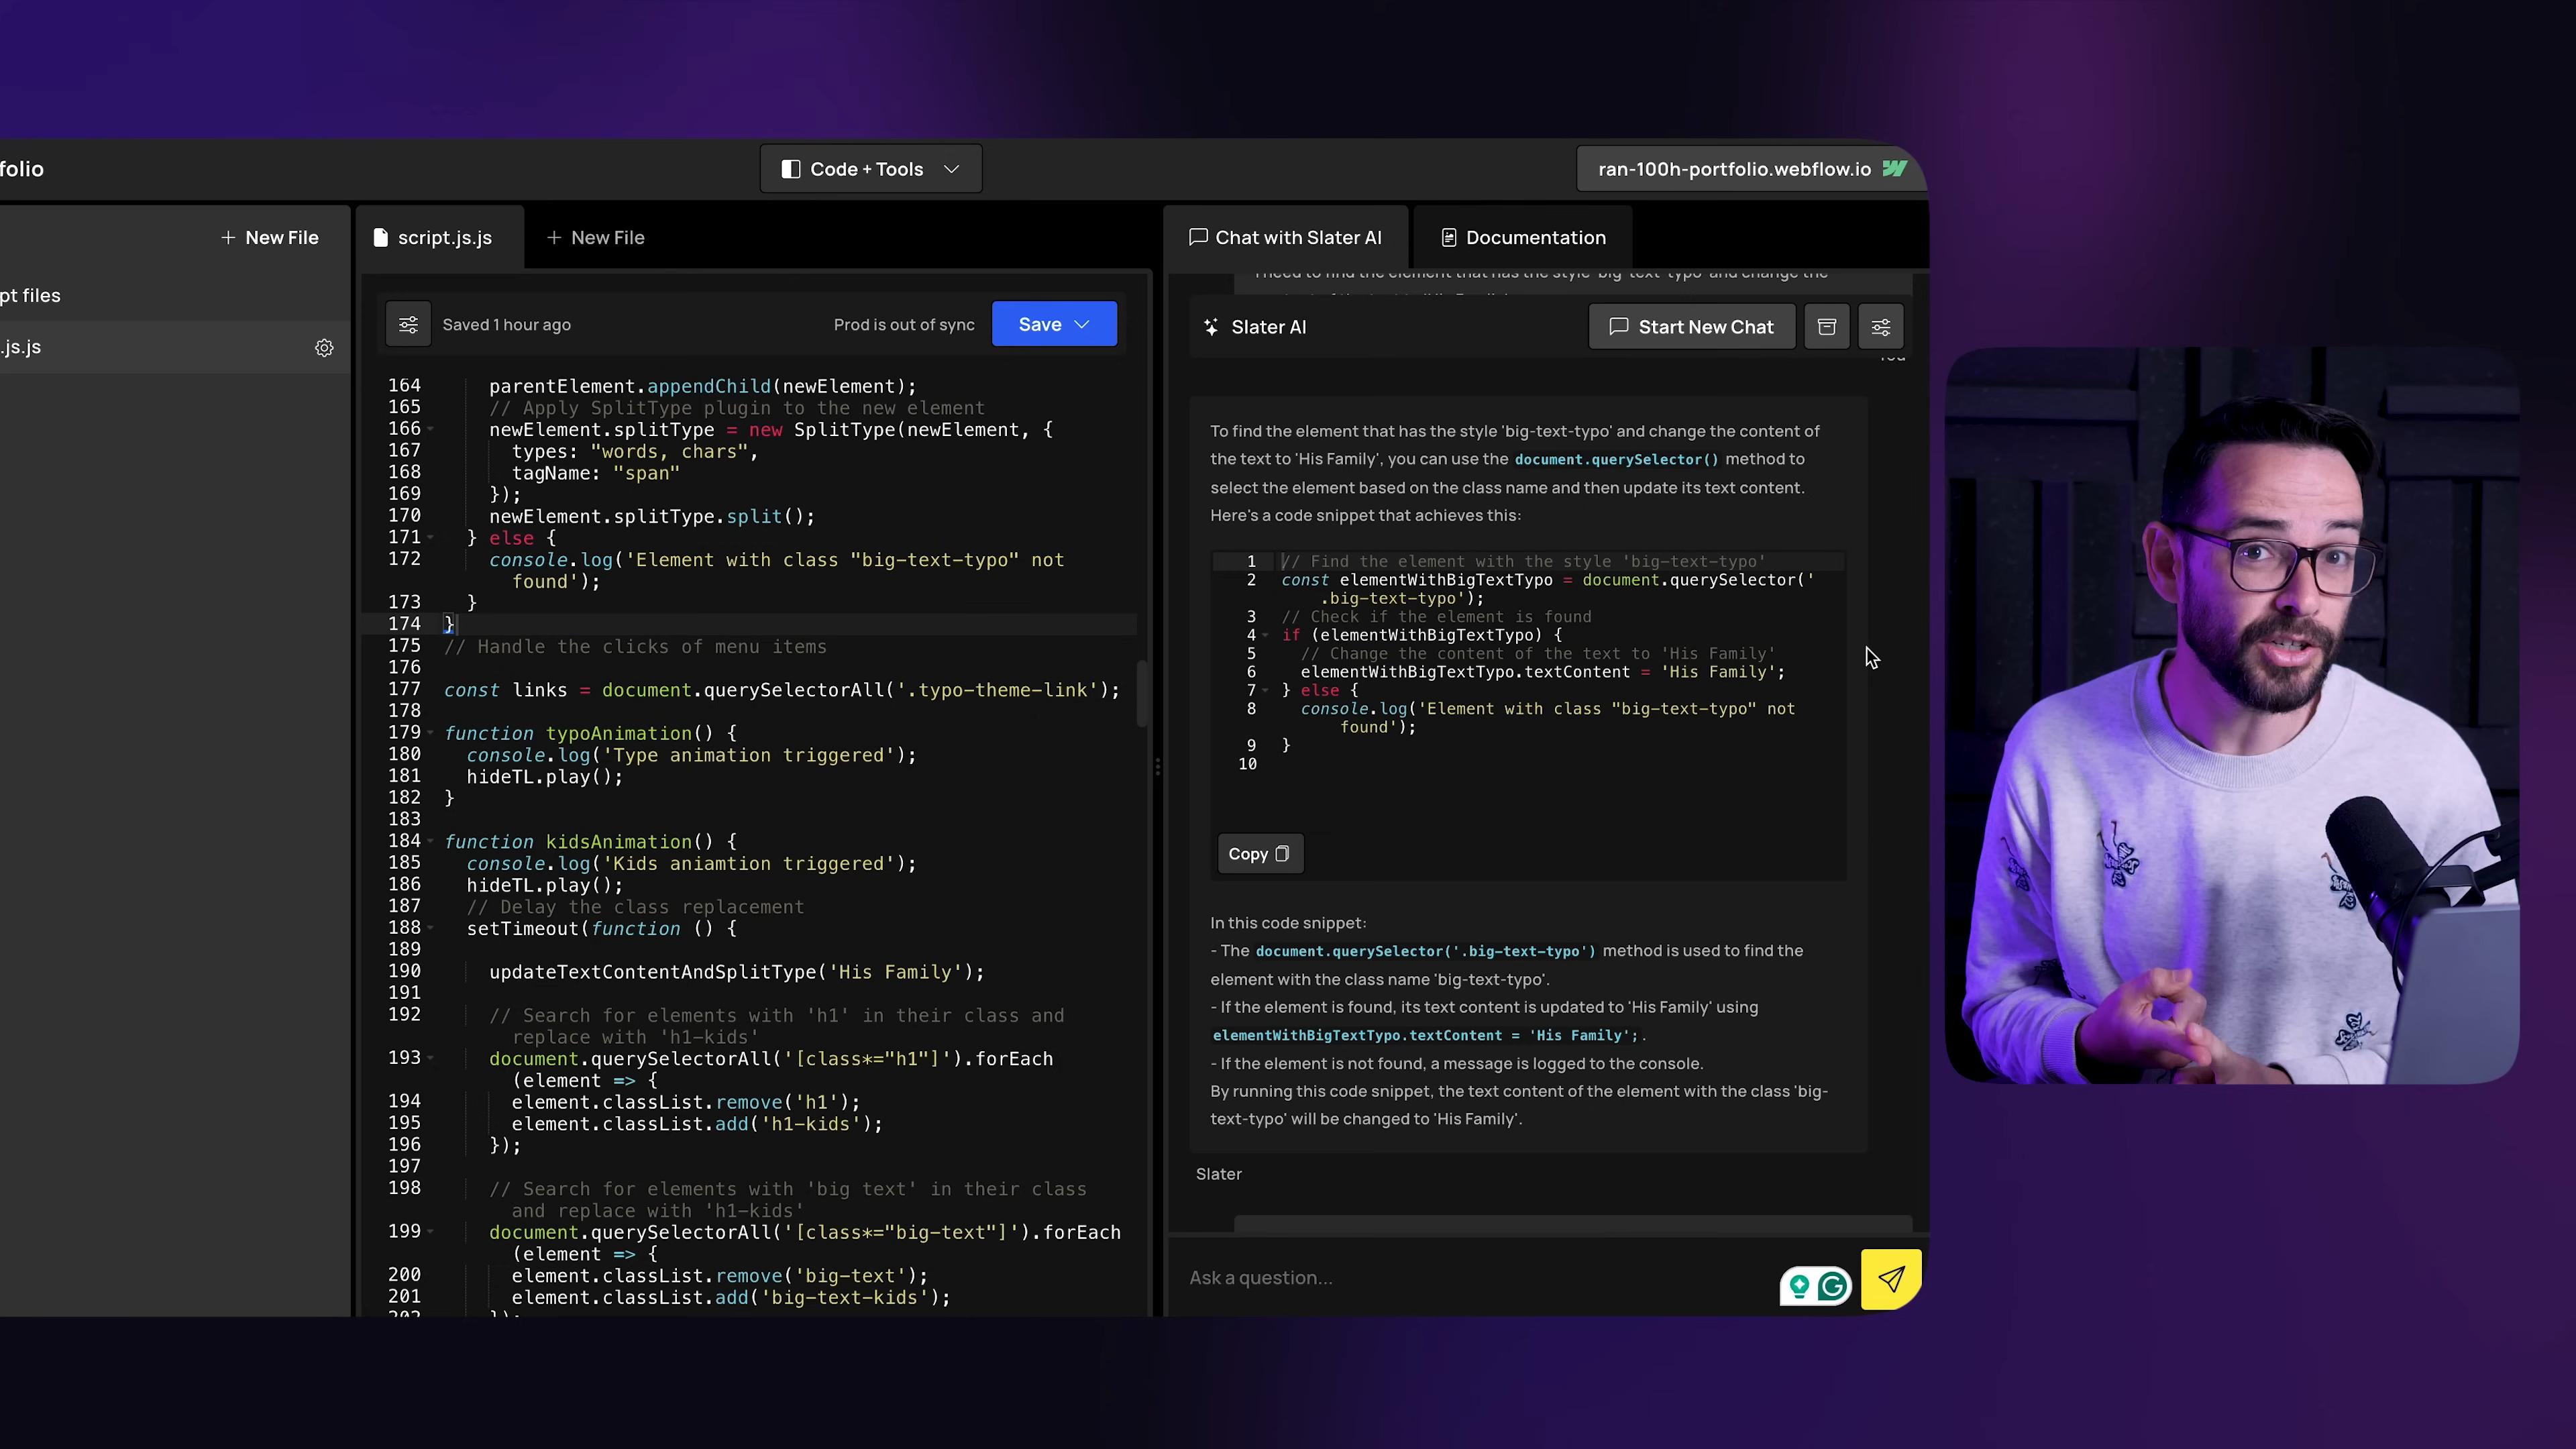 folio
Code + Tools
ran-100h-portfolio.webflow.io
+ New File
script.js.js
+ New File
Chat with Slater AI
Documentation
pt files
.js.js
Saved 1 hour ago
Prod is out of sync
Save
164 parentElement.appendChild(newElement);
165 // Apply SplitType plugin to the new element
166 newElement.splitType = new SplitType(newElement, {
167 types: "words, chars",
168 tagName: "span"
169 });
170 newElement.splitType.split();
171 } else {
172 console.log('Element with class "big-text-typo" not
found');
173 }
174 }
175 // Handle the clicks of menu items
176
177 const links = document.querySelectorAll('.typo-theme-link');
178
179 function typoAnimation() {
180 console.log('Type animation triggered');
181 hideTL.play();
182 }
183
184 function kidsAnimation() {
185 console.log('Kids aniamtion triggered');
186 hideTL.play();
187 // Delay the class replacement
188 setTimeout(function () {
189
190 updateTextContentAndSplitType('His Family');
191
192 // Search for elements with 'h1' in their class and
replace with 'h1-kids'
193 document.querySelectorAll('[class*="h1"]').forEach
(element => {
194 element.classList.remove('h1');
195 element.classList.add('h1-kids');
196 });
197
198 // Search for elements with 'big text' in their class
and replace with 'h1-kids'
199 document.querySelectorAll('[class*="big-text"]').forEach
(element => {
200 element.classList.remove('big-text');
201 element.classList.add('big-text-kids');
202 });
I need to find the element that has the style 'big-text-typo' and change the
Slater AI
Start New Chat
You
To find the element that has the style 'big-text-typo' and change the content of
the text to 'His Family', you can use the document.querySelector() method to
select the element based on the class name and then update its text content.
Here's a code snippet that achieves this:
1 // Find the element with the style 'big-text-typo'
2 const elementWithBigTextTypo = document.querySelector('
.big-text-typo');
3 // Check if the element is found
4 if (elementWithBigTextTypo) {
5 // Change the content of the text to 'His Family'
6 elementWithBigTextTypo.textContent = 'His Family';
7 } else {
8 console.log('Element with class "big-text-typo" not
found');
9 }
10
Copy
In this code snippet:
- The document.querySelector('.big-text-typo') method is used to find the
element with the class name 'big-text-typo'.
- If the element is found, its text content is updated to 'His Family' using
elementWithBigTextTypo.textContent = 'His Family'; .
- If the element is not found, a message is logged to the console.
By running this code snippet, the text content of the element with the class 'big-
text-typo' will be changed to 'His Family'.
Slater
Ask a question...